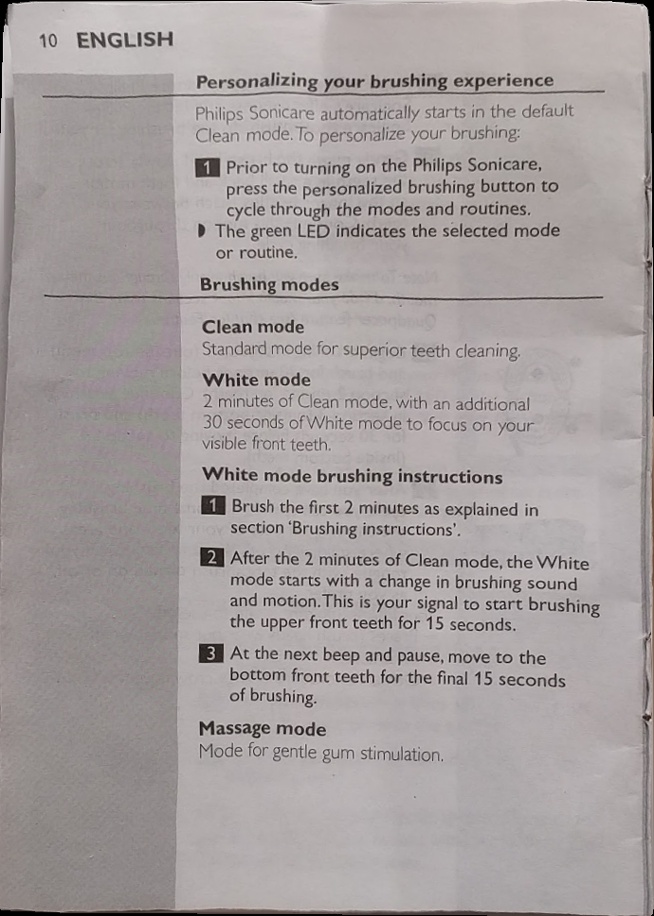 10 ENGLISH
Personalizing your brushing experience
Philips Sonicare automatically starts in the default
Clean mode. To personalize your brushing:
1 Prior to turning on the Philips Sonicare,
press the personalized brushing button to
cycle through the modes and routines.
The green LED indicates the selected mode
or routine.
Brushing modes
Clean mode
Standard mode for superior teeth cleaning.
White mode
2 minutes of Clean mode, with an additional
30 seconds of White mode to focus on your
visible front teeth.
White mode brushing instructions
1 Brush the first 2 minutes as explained in
section ‘Brushing instructions’.
2 After the 2 minutes of Clean mode, the White
mode starts with a change in brushing sound
and motion. This is your signal to start brushing
the upper front teeth for 15 seconds.
3 At the next beep and pause, move to the
bottom front teeth for the final 15 seconds
of brushing.
Massage mode
Mode for gentle gum stimulation.